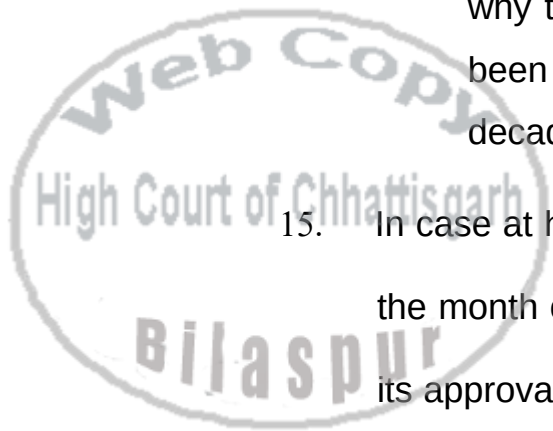 why t
been
decad
Web Copy
High Court of Chhattisgarh
15. In case at h
the month
Bilaspur
its approva